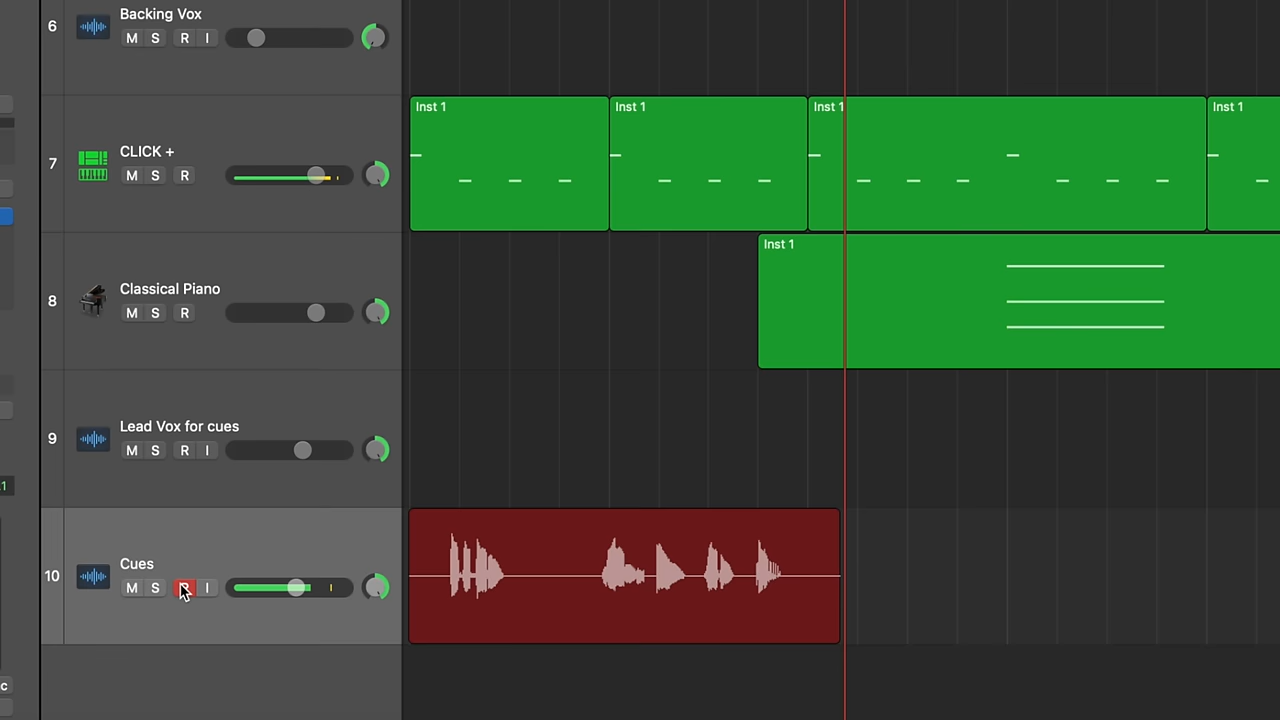 6
Backing Vox
M S R I
Inst 1 Inst 1 Inst 1 Inst 1
7
CLICK +
M S R
Inst 1
8
Classical Piano
M S R
9
Lead Vox for cues
M S R I
1
10
Cues
M S R I
c